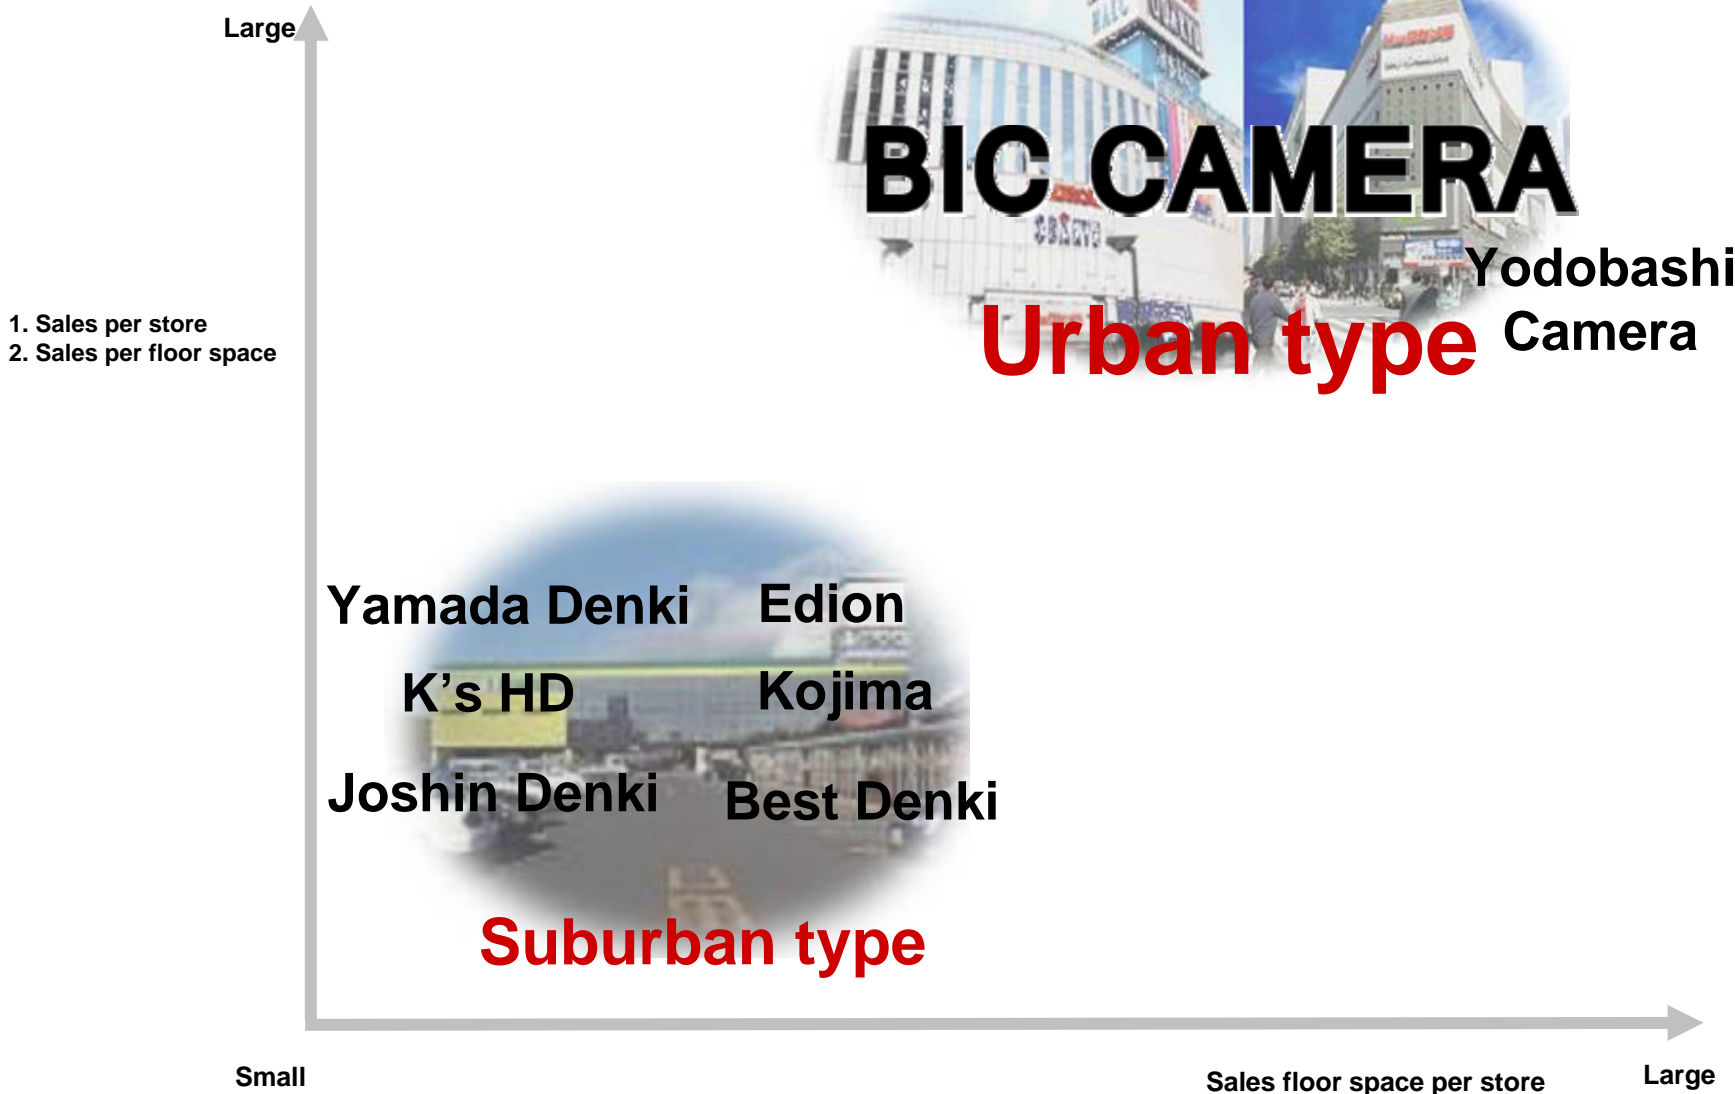 Large
BIC CAMERA
Yodobashi
Camera
Urban type
1. Sales per store
2. Sales per floor space
Yamada Denki
Edion
K’s HD
Kojima
Joshin Denki
Best Denki
Suburban type
Small
Sales floor space per store
Large